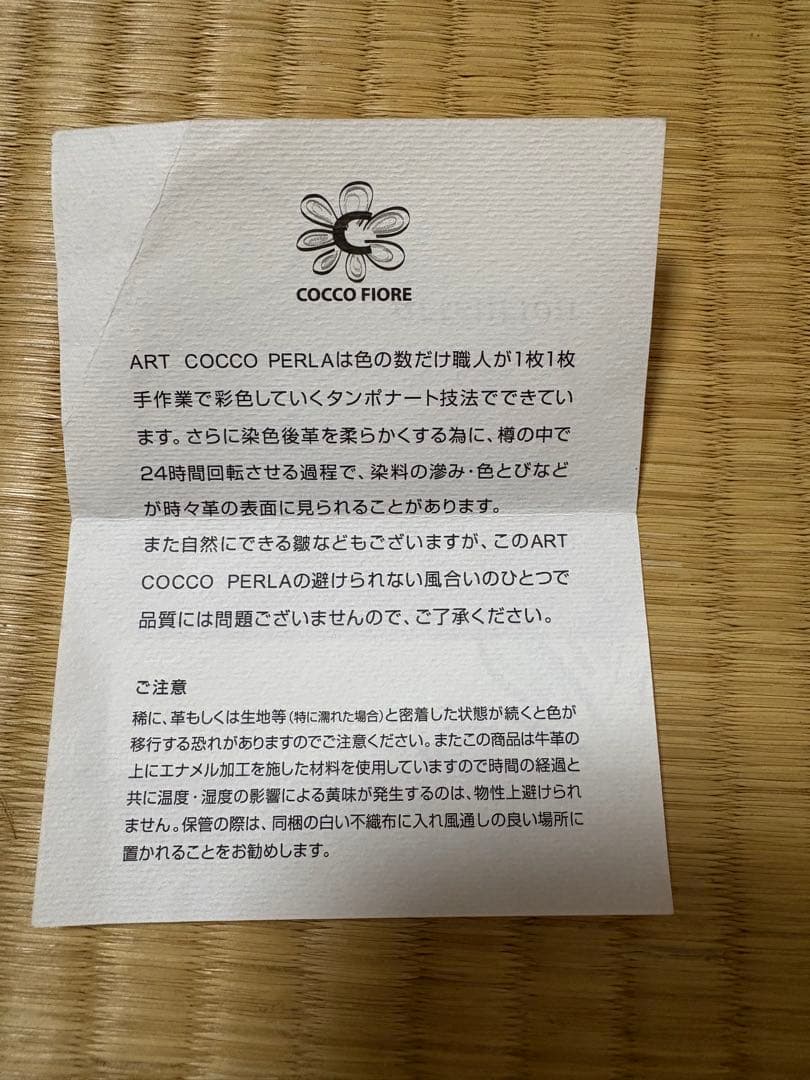 C
COCCO FIORE
ART COCCO PERLAは色の数だけ職人が1枚1枚
手作業で彩色していくタンポナート技法でできてい
ます。さらに染色後革を柔らかくする為に、樽の中で
24時間回転させる過程で、染料の滲み・色とびなど
が時々革の表面に見られることがあります。
また自然にできる皺などもございますが、このART
COCCO PERLAの避けられない風合いのひとつで
品質には問題ございませんので、ご了承ください。
ご注意
稀に、革もしくは生地等(特に濡れた場合)と密着した状態が続くと色が
移行する恐れがありますのでご注意ください。またこの商品は牛革の
上にエナメル加工を施した材料を使用していますので時間の経過と
共に温度・湿度の影響による黄味が発生するのは、物性上避けられ
ません。保管の際は、同梱の白い不織布に入れ風通しの良い場所に
置かれることをお勧めします。